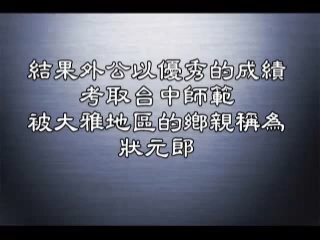 結果外公以優秀的成績
考取台中師範
被大雅地區的鄉親稱為
狀元郎